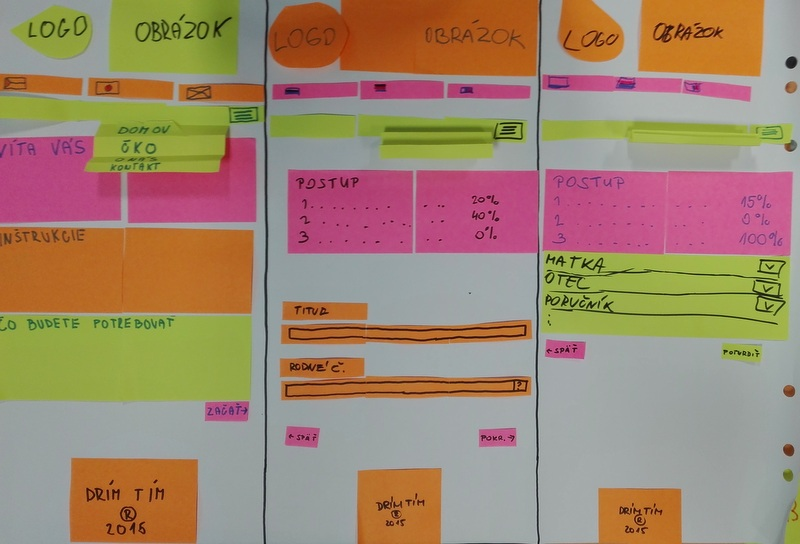 LOGO
OBRÁZOK
DOMOV
ČKO
O NÁS
KONTAKT
VÍTA VÁS
INŠTRUKCIE
ČO BUDETE POTREBOVAŤ
ZAČAŤ→
DRÍM TÍM
®
2015
LOGO
OBRÁZOK
POSTUP
1. . . . . . . . . . . 20%
2 . . . . . . . . . . 40%
3 . . . . . . . . . . 0%
TITUL
RODNÉ Č.
?
←SPÄŤ
POKR.→
DRÍM TÍM
®
2015
LOGO
OBRÁZOK
POSTUP
1 . . . . . . . . . . 15%
2 . . . . . . . . . . 0%
3 . . . . . . . . . . 100%
MATKA
OTEC
PORUČNÍK
←SPÄŤ
POTVRDIŤ
DRÍM TÍM
®
2015